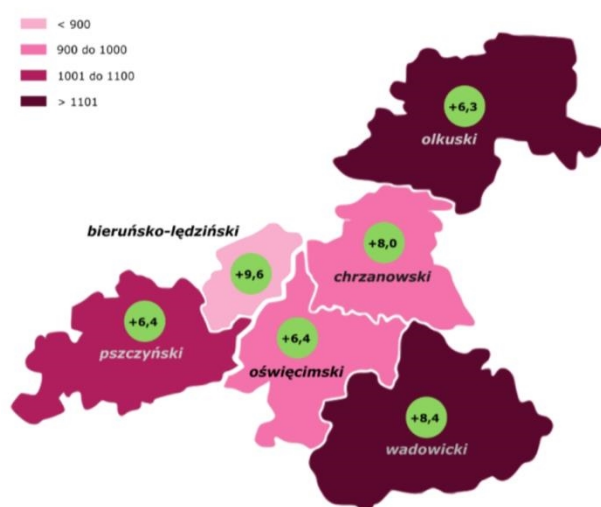 < 900
900 do 1000
1001 do 1100
> 1101
+6,3
olkuski
bieruńsko-lędziński
+9,6
+8,0
chrzanowski
+6,4
pszczyński
+6,4
oświęcimski
+8,4
wadowicki